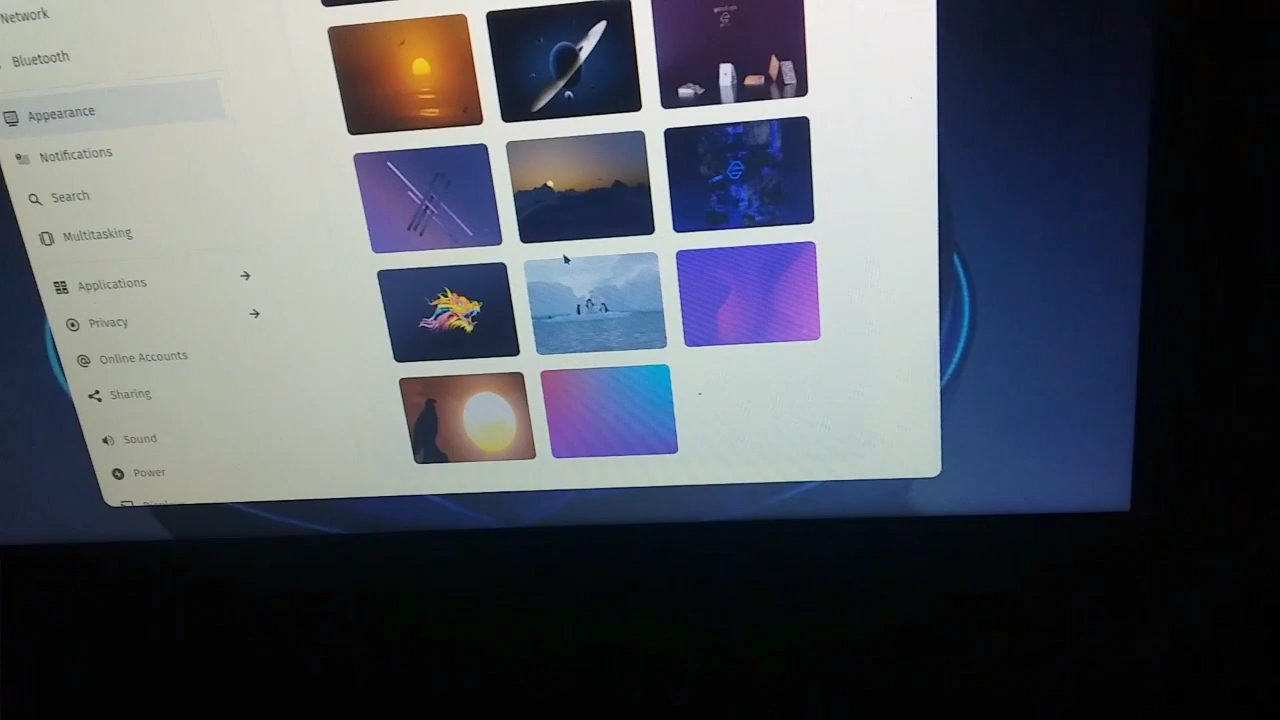 Network
Bluetooth
Appearance
Notifications
Search
Multitasking
Applications
Privacy
Online Accounts
Sharing
Sound
Power